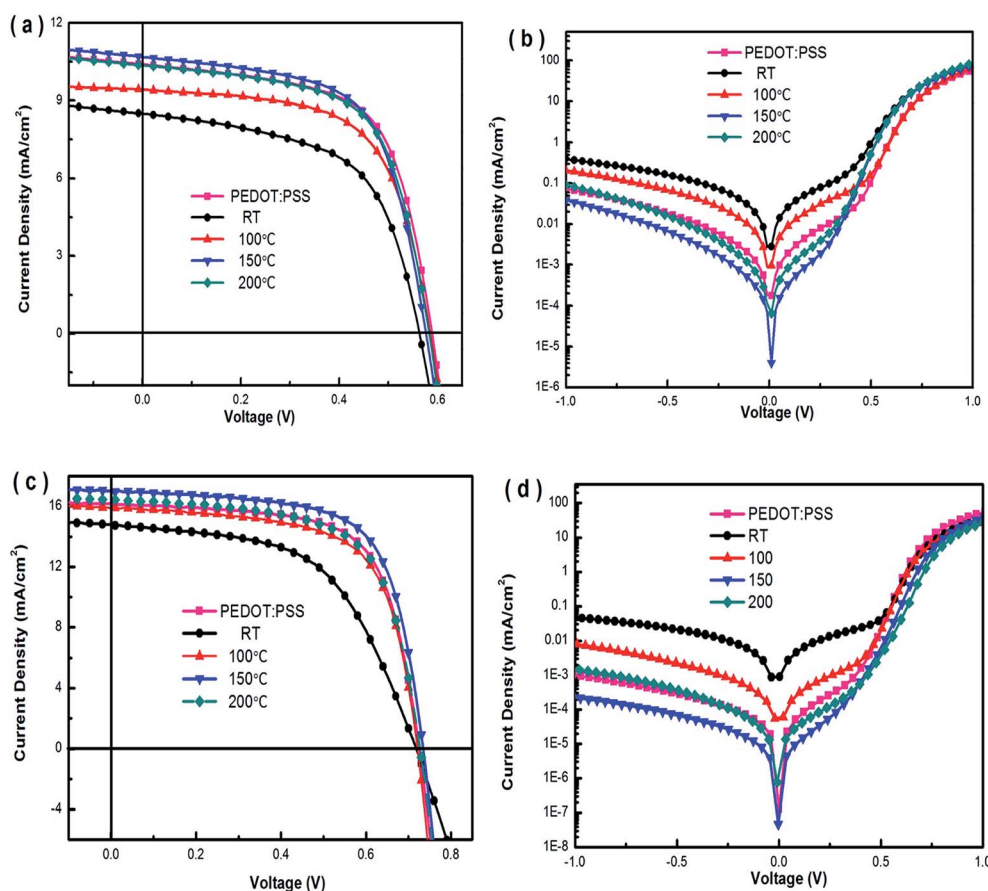 ( a )
12
9
6
3
0
Current Density (mA/cm²)
PEDOT:PSS
RT
100°C
150°C
200°C
0.0
0.2
0.4
0.6
Voltage (V)
( b )
100
10
1
0.1
0.01
1E-3
1E-4
1E-5
1E-6
Current Density (mA/cm²)
PEDOT:PSS
RT
100°C
150°C
200°C
-1.0
-0.5
0.0
0.5
1.0
Voltage (V)
( c )
16
12
8
4
0
-4
Current Density (mA/cm²)
PEDOT:PSS
RT
100°C
150°C
200°C
0.0
0.2
0.4
0.6
0.8
Voltage (V)
( d )
100
10
1
0.1
0.01
1E-3
1E-4
1E-5
1E-6
1E-7
1E-8
Current Density (mA/cm²)
PEDOT:PSS
RT
100
150
200
-1.0
-0.5
0.0
0.5
1.0
Voltage (V)